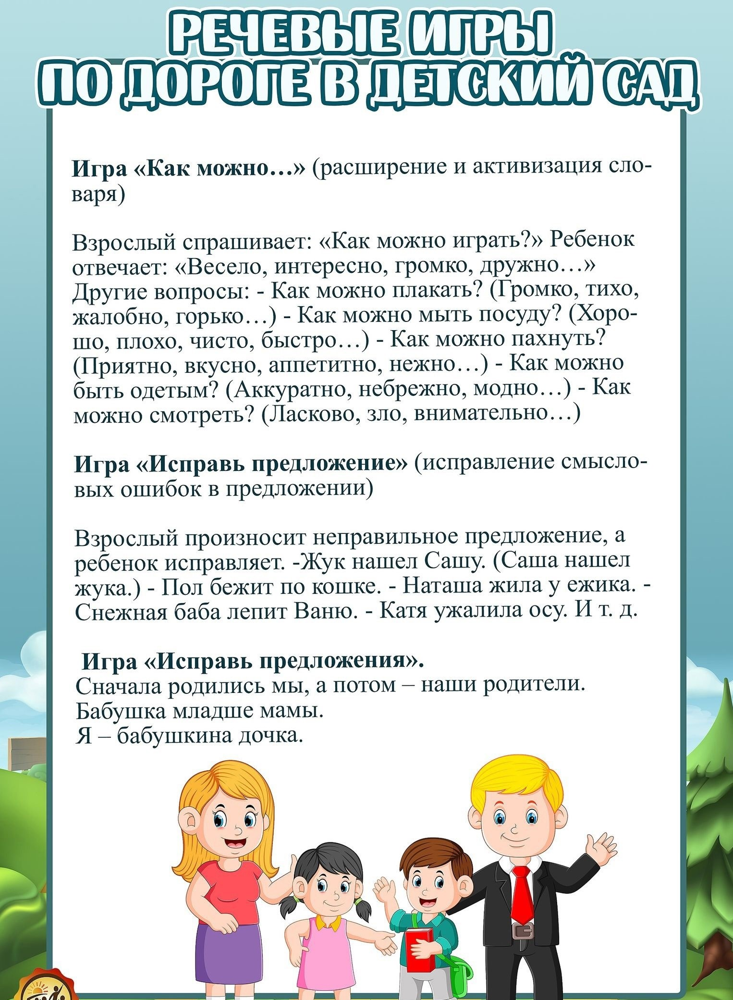 РЕЧЕВЫЕ ИГРЫ
ПО ДОРОГЕ В ДЕТСКИЙ САД
Игра «Как можно…» (расширение и активизация сло-
варя)
Взрослый спрашивает: «Как можно играть?» Ребенок
отвечает: «Весело, интересно, громко, дружно…»
Другие вопросы: - Как можно плакать? (Громко, тихо,
жалобно, горько…) - Как можно мыть посуду? (Хоро-
шо, плохо, чисто, быстро…) - Как можно пахнуть?
(Приятно, вкусно, аппетитно, нежно…) - Как можно
быть одетым? (Аккуратно, небрежно, модно…) - Как
можно смотреть? (Ласково, зло, внимательно…)
Игра «Исправь предложение» (исправление смысло-
вых ошибок в предложении)
Взрослый произносит неправильное предложение, а
ребенок исправляет. -Жук нашел Сашу. (Саша нашел
жука.) - Пол бежит по кошке. - Наташа жила у ежика. -
Снежная баба лепит Ваню. - Катя ужалила осу. И т. д.
Игра «Исправь предложения».
Сначала родились мы, а потом – наши родители.
Бабушка младше мамы.
Я – бабушкина дочка.